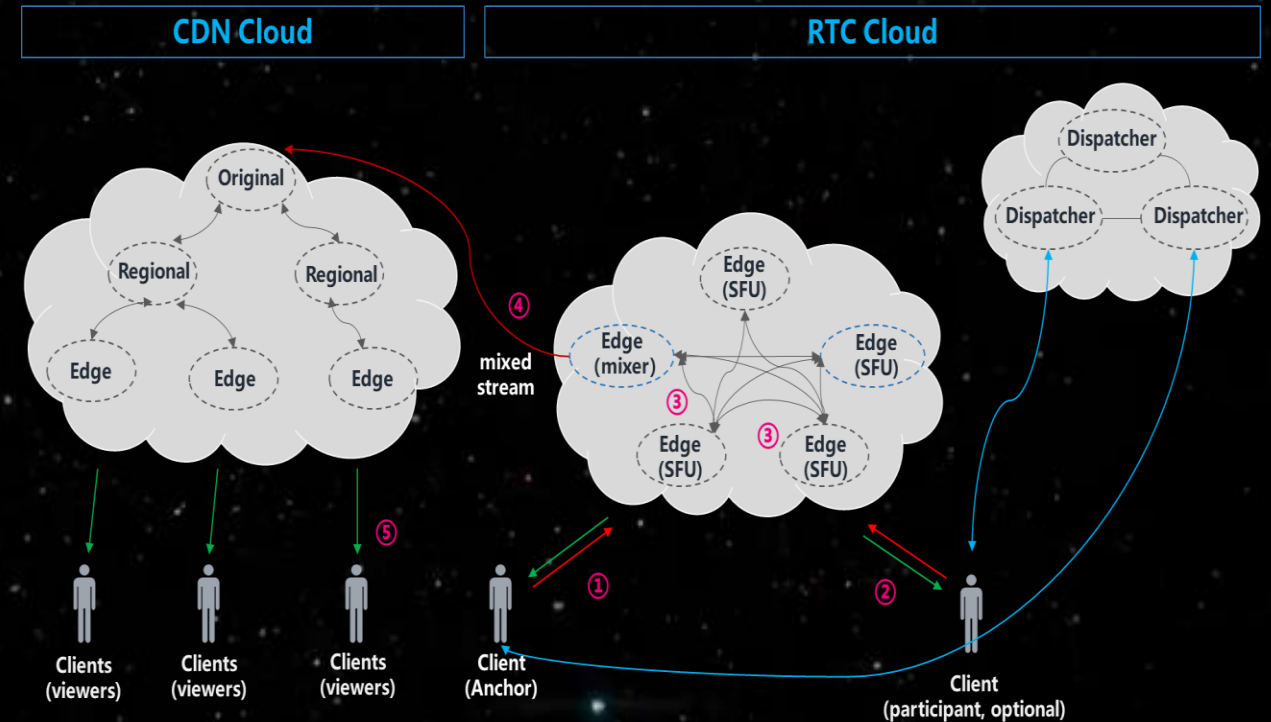 CDN Cloud
RTC Cloud
Original
Regional
Regional
Edge
Edge
Edge
④
mixed
stream
Edge
(SFU)
Edge
(mixer)
Edge
(SFU)
③
③
Edge
(SFU)
Edge
(SFU)
Dispatcher
Dispatcher
Dispatcher
⑤
①
②
Clients
(viewers)
Clients
(viewers)
Clients
(viewers)
Client
(Anchor)
Client
(participant, optional)